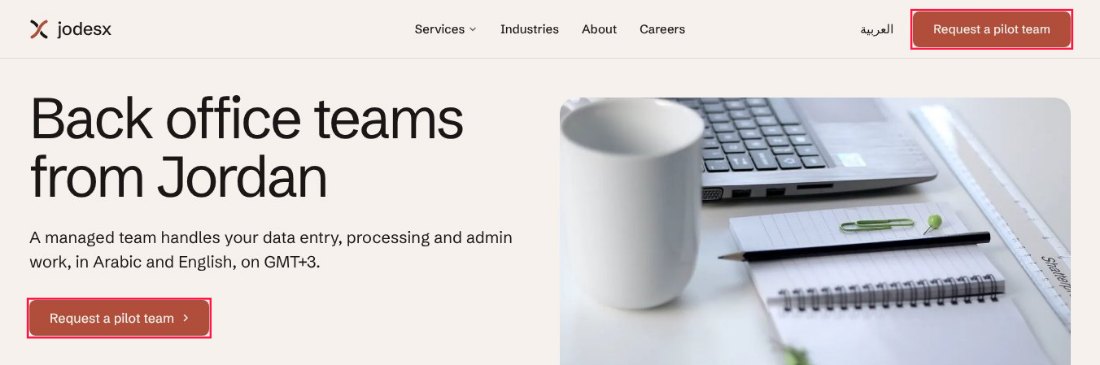 jodesx
Services
Industries
About
Careers
العربية
Request a pilot team
Back office teams
from Jordan
A managed team handles your data entry, processing and admin
work, in Arabic and English, on GMT+3.
Request a pilot team